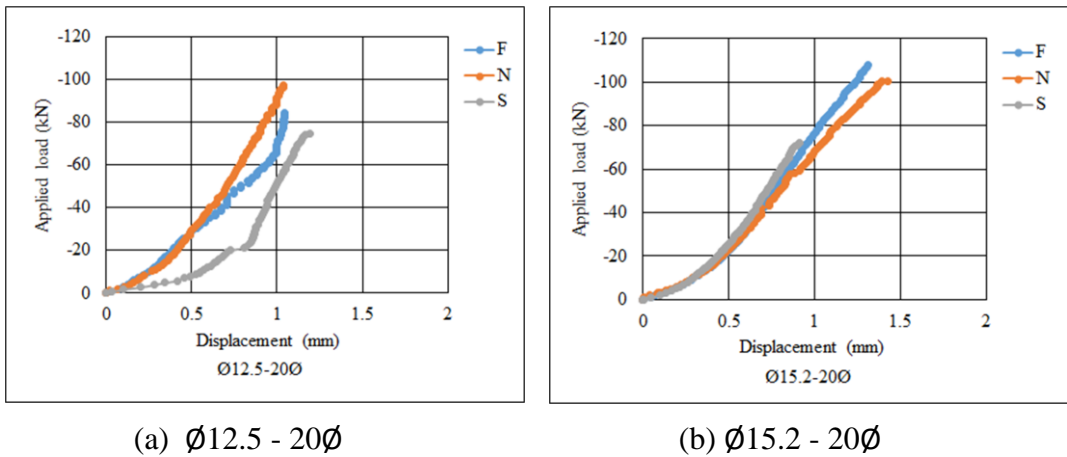 -120
-100
-80
-60
-40
-20
0
Applied load (kN)
0 0.5 1 1.5 2
Displacement (mm)
Ø12.5-20Ø
F
N
S
-120
-100
-80
-60
-40
-20
0
Applied load (kN)
0 0.5 1 1.5 2
Displacement (mm)
Ø15.2-20Ø
F
N
S
(a) Ø12.5 - 20Ø
(b) Ø15.2 - 20Ø